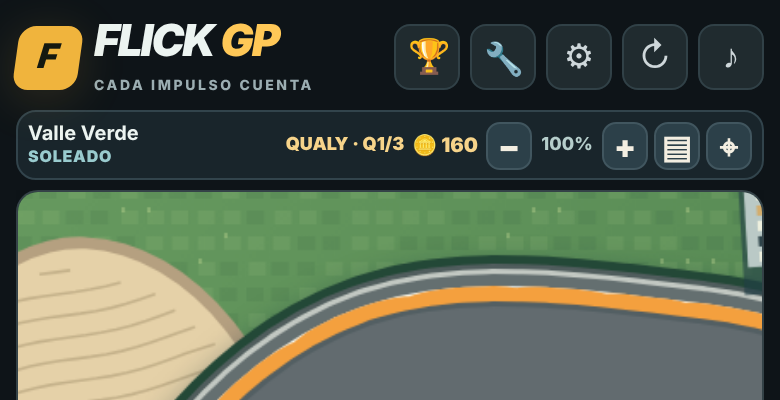 F
FLICK GP
CADA IMPULSO CUENTA
Valle Verde
SOLEADO
QUALY · Q1/3
160
− 100% +